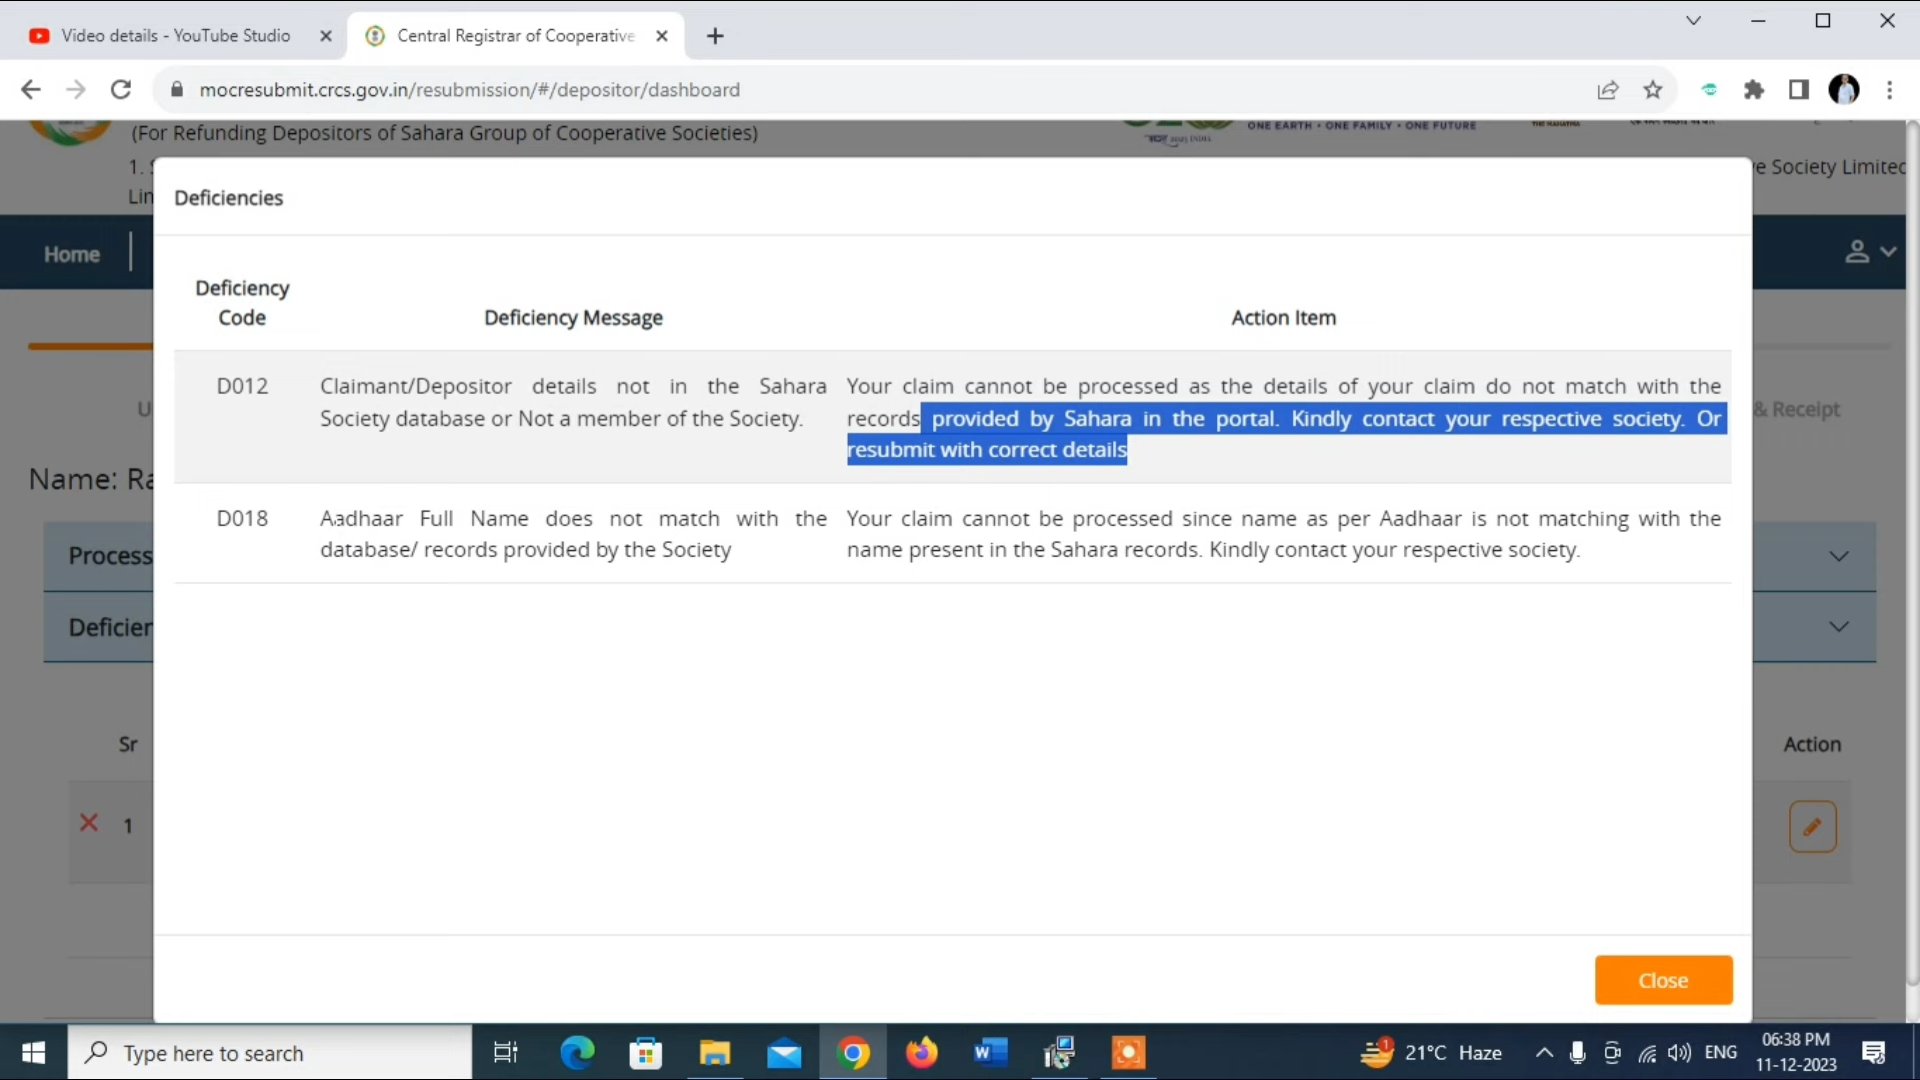 Video details - YouTube Studio
Central Registrar of Cooperative
mocresubmit.crcs.gov.in/resubmission/#/depositor/dashboard
(For Refunding Depositors of Sahara Group of Cooperative Societies)
ONE EARTH • ONE FAMILY • ONE FUTURE
1. S
e Society Limited
Lin
Deficiencies
Home
Deficiency
Code
Deficiency Message
Action Item
D012
Claimant/Depositor details not in the Sahara
Society database or Not a member of the Society.
Your claim cannot be processed as the details of your claim do not match with the
records provided by Sahara in the portal. Kindly contact your respective society. Or
resubmit with correct details
U
& Receipt
Name: Ra
D018
Aadhaar Full Name does not match with the
database/ records provided by the Society
Your claim cannot be processed since name as per Aadhaar is not matching with the
name present in the Sahara records. Kindly contact your respective society.
Process
Deficien
Sr
Action
1
Close
Type here to search
1
21°C Haze
ENG
06:38 PM
11-12-2023